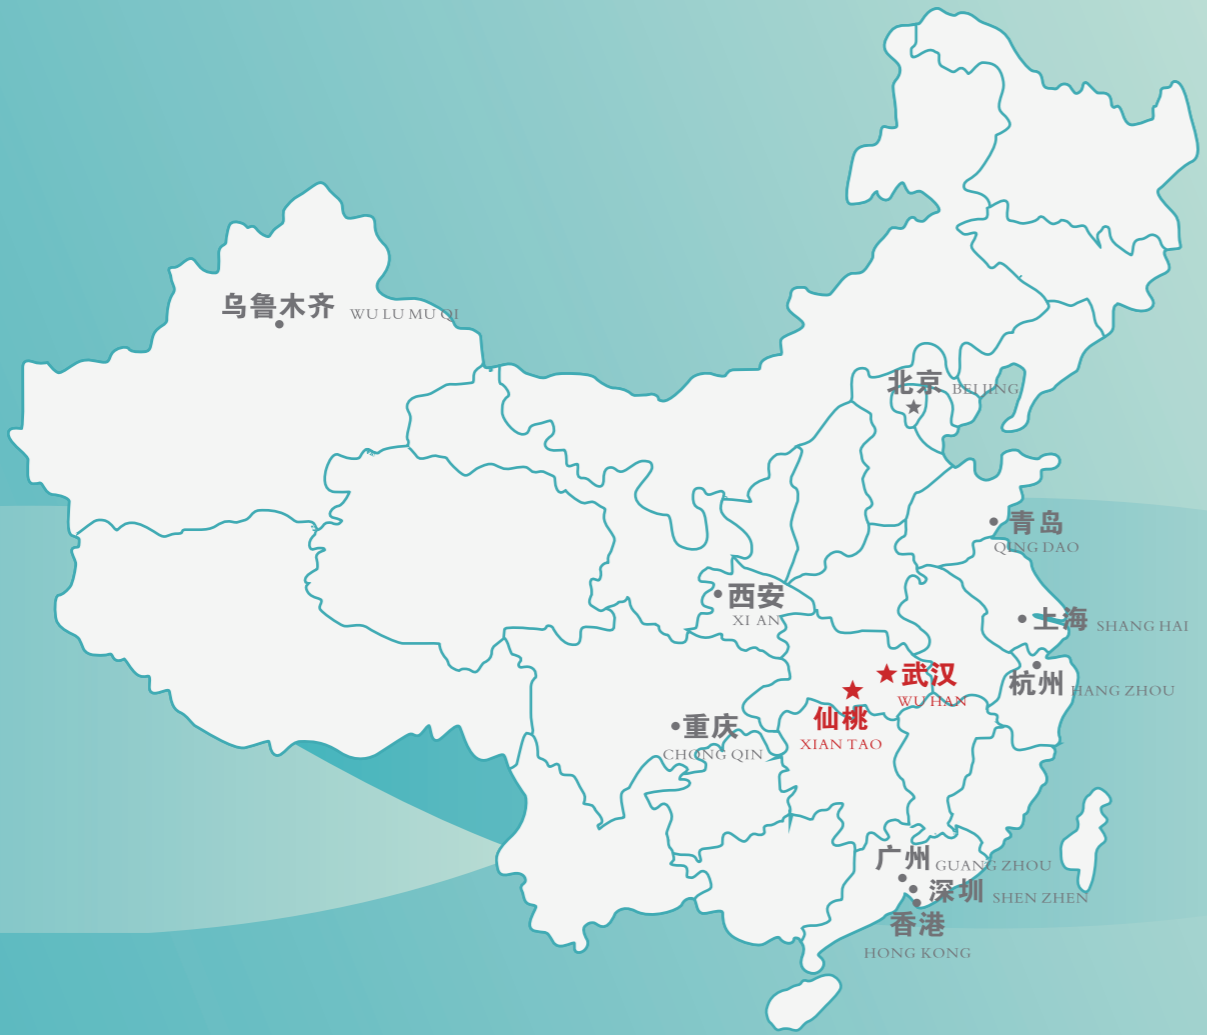 乌鲁木齐 WU LU MU QI
北京 BEI JING
青岛
QING DAO
西安
XI AN
上海 SHANG HAI
武汉
WU HAN
杭州 HANG ZHOU
仙桃
XIAN TAO
重庆
CHONG QIN
广州 GUANG ZHOU
深圳 SHEN ZHEN
香港
HONG KONG